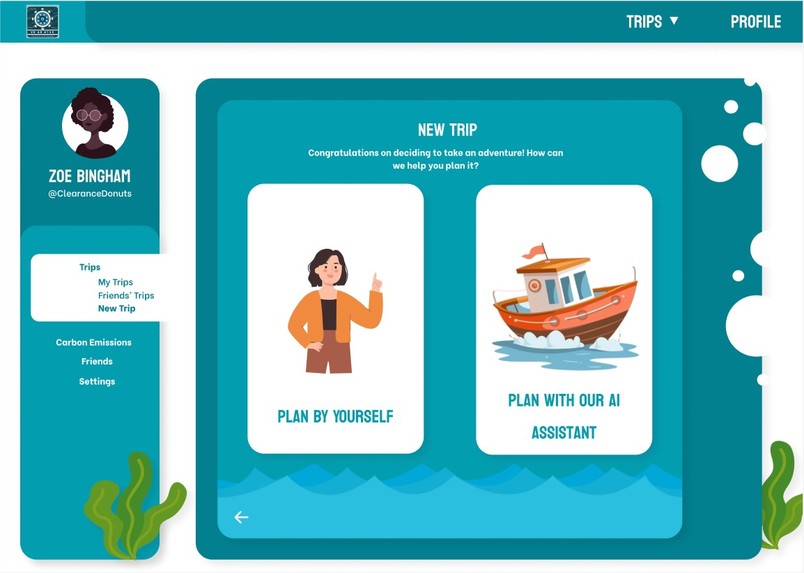 TRIPS ▼
PROFILE
ZOE BINGHAM
@ClearanceDonuts
Trips
My Trips
Friends' Trips
New Trip
Carbon Emissions
Friends
Settings
NEW TRIP
Congratulations on deciding to take an adventure! How can
we help you plan it?
PLAN BY YOURSELF
PLAN WITH OUR AI
ASSISTANT